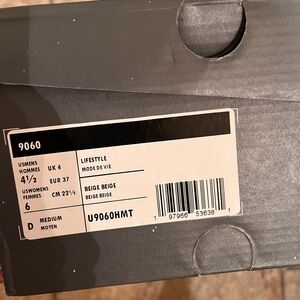 9060
USMENS
HOMMES
4½
UK 4
EUR 37
LIFESTYLE
MODE DE VIE
USWOMENS
FEMMES
6
CM 22½
BEIGE BEIGE
BEIGE BEIGE
D
MEDIUM
MOYEN
U9060HMT
1 97966 53638 1